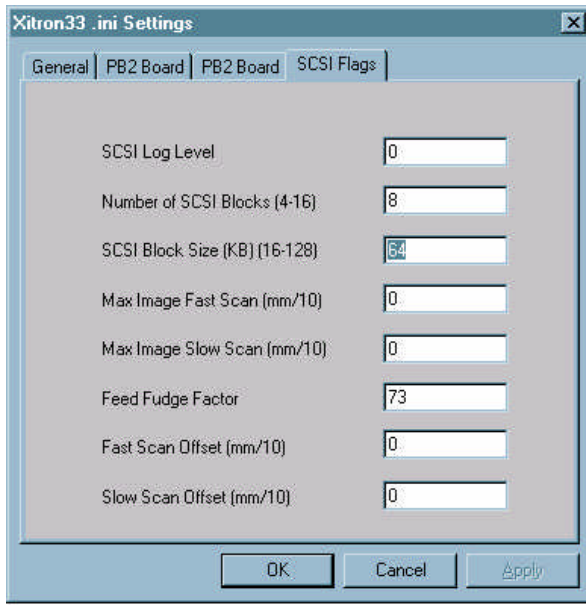 Xitron33 .ini Settings
General PB2 Board PB2 Board SCSI Flags
SCSI Log Level 0
Number of SCSI Blocks (4-16) 8
SCSI Block Size (KB) (16-128) 64
Max Image Fast Scan (mm/10) 0
Max Image Slow Scan (mm/10) 0
Feed Fudge Factor 73
Fast Scan Offset (mm/10) 0
Slow Scan Offset (mm/10) 0
OK Cancel Apply